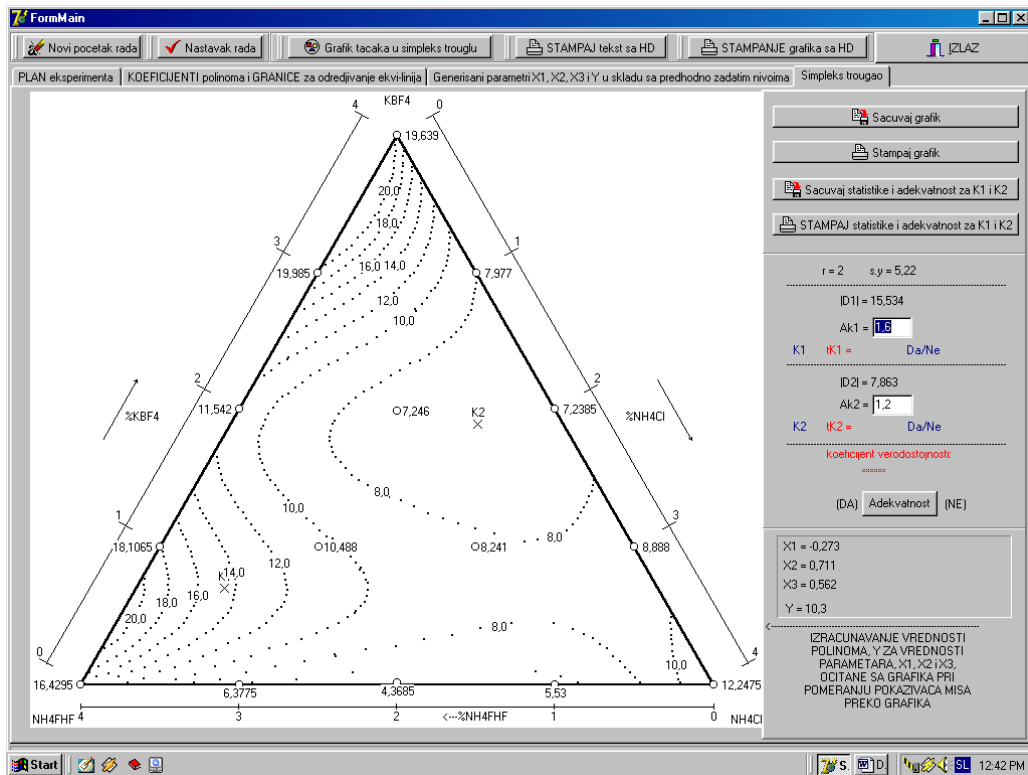 FormMain
Novi pocetak rada
Nastavak rada
Grafik tacaka u simpleks trouglu
STAMPAJ tekst sa HD
STAMPANJE grafika sa HD
IZLAZ
PLAN eksperimenta
KOEFICIJENTI polinoma i GRANICE za odredjivanje ekvi-linija
Generisani parametri X1, X2, X3 i Y u skladu sa predhodno zadatim nivoima
Simpleks trougao
KBF4
4
0
19,639
20,0
18,0
3
1
16,0
14,0
19,985
7,977
12,0
10,0
2
2
11,542
7,246
K2
7,2385
%KBF4
%NH4Cl
8,0
10,0
1
3
8,0
18,1065
10,488
8,241
8,888
12,0
14,0
16,0
18,0
20,0
8,0
0
4
10,0
16,4295
6,3775
4,3685
5,53
12,2475
NH4FHF
4
3
2
<---%NH4FHF
1
0
NH4Cl
Sacuvaj grafik
Stampaj grafik
Sacuvaj statistike i adekvatnost za K1 i K2
STAMPAJ statistike i adekvatnost za K1 i K2
r = 2 s.y = 5,22
|D1| = 15,534
Ak1 = 1,6
K1 tK1 = Da/Ne
|D2| = 7,863
Ak2 = 1,2
K2 tK2 = Da/Ne
koeficijent verodostojnosti:
xxxxxx
(DA) Adekvatnost (NE)
X1 = -0,273
X2 = 0,711
X3 = 0,562
Y = 10,3
IZRACUNAVANJE VREDNOSTI
POLINOMA, Y ZA VREDNOSTI
PARAMETARA, X1, X2 i X3,
OCITANE SA GRAFIKA PRI
POMERANJU POKAZIVACA MISA
PREKO GRAFIKA
Start
S.
D.
SL
12:42 PM